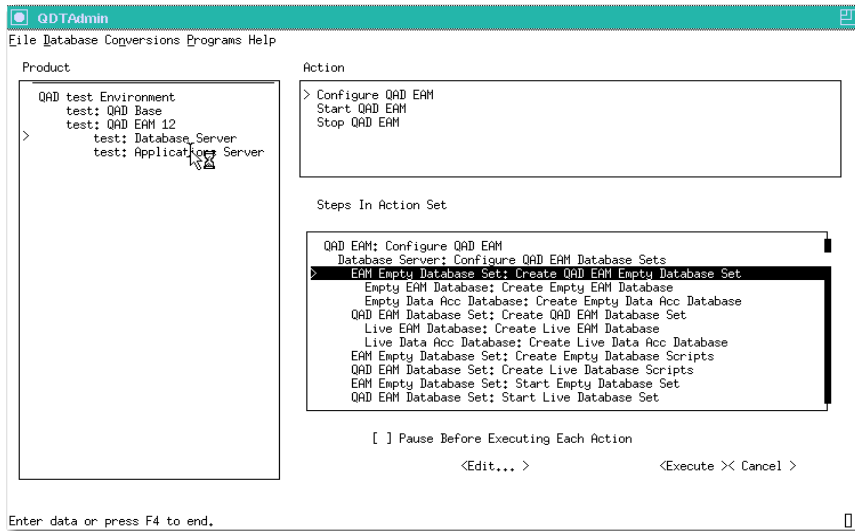 QDTAdmin
File Database Conversions Programs Help
Product
QAD test Environment
test: QAD Base
test: QAD EAM 12
> test: Database Server
test: Applications Server
Action
> Configure QAD EAM
Start QAD EAM
Stop QAD EAM
Steps In Action Set
QAD EAM: Configure QAD EAM
Database Server: Configure QAD EAM Database Sets
> EAM Empty Database Set: Create QAD EAM Empty Database Set
Empty EAM Database: Create Empty EAM Database
Empty Data Acc Database: Create Empty Data Acc Database
QAD EAM Database Set: Create QAD EAM Database Set
Live EAM Database: Create Live EAM Database
Live Data Acc Database: Create Live Data Acc Database
EAM Empty Database Set: Create Empty Database Scripts
QAD EAM Database Set: Create Live Database Scripts
EAM Empty Database Set: Start Empty Database Set
QAD EAM Database Set: Start Live Database Set
[ ] Pause Before Executing Each Action
<Edit... > <Execute >< Cancel >
Enter data or press F4 to end.